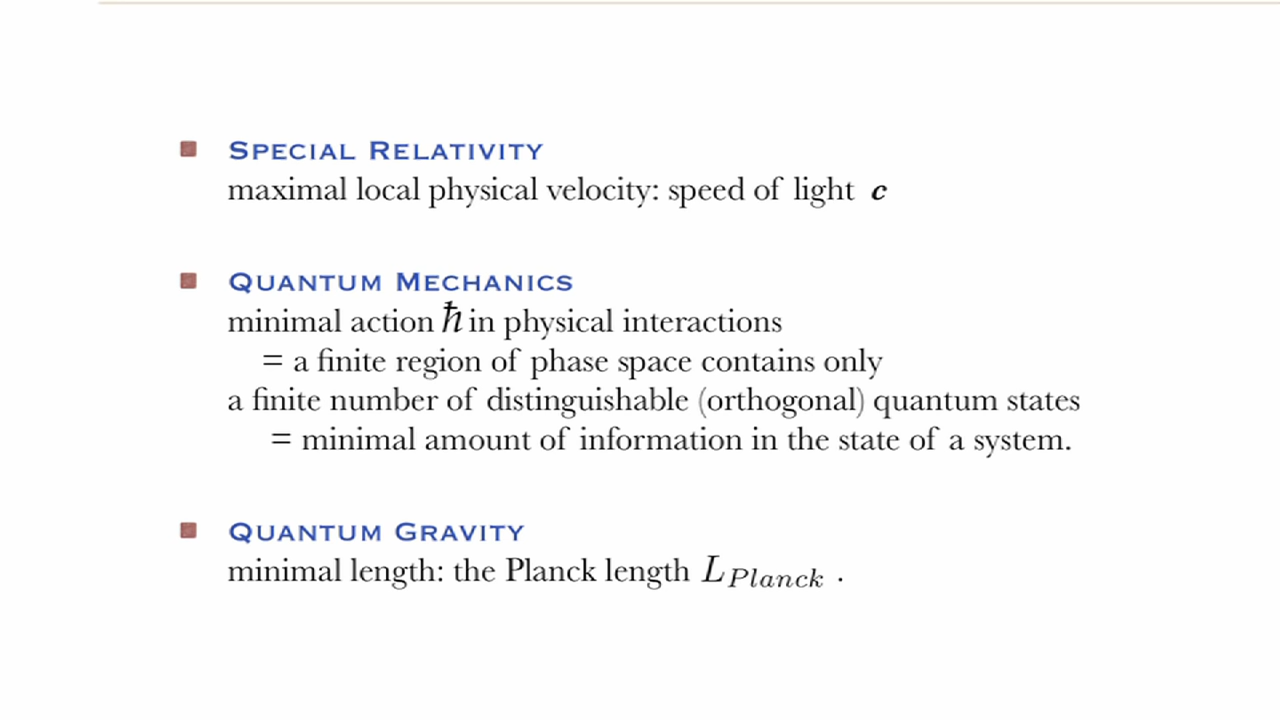 SPECIAL RELATIVITY
maximal local physical velocity: speed of light c
QUANTUM MECHANICS
minimal action ℏ in physical interactions
= a finite region of phase space contains only
a finite number of distinguishable (orthogonal) quantum states
= minimal amount of information in the state of a system.
QUANTUM GRAVITY
minimal length: the Planck length L_Planck .